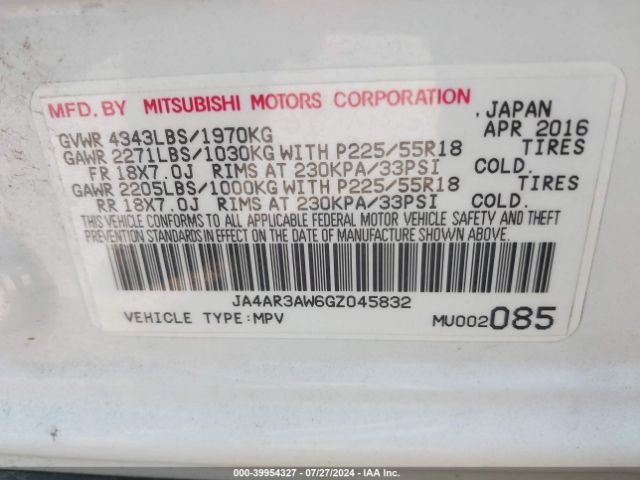 MFD. BY MITSUBISHI MOTORS CORPORATION, JAPAN
GVWR 4343LBS/1970KG APR 2016
GAWR 2271LBS/1030KG WITH P225/55R18 TIRES
FR 18X7.0J RIMS AT 230KPA/33PSI COLD.
GAWR 2205LBS/1000KG WITH P225/55R18 TIRES
RR 18X7.0J RIMS AT 230KPA/33PSI COLD.
THIS VEHICLE CONFORMS TO ALL APPLICABLE FEDERAL MOTOR VEHICLE SAFETY AND THEFT
PREVENTION STANDARDS IN EFFECT ON THE DATE OF MANUFACTURE SHOWN ABOVE.
JA4AR3AW6GZ045832
VEHICLE TYPE:MPV MU002085
000-39954327 - 07/27/2024 - IAAI.COM